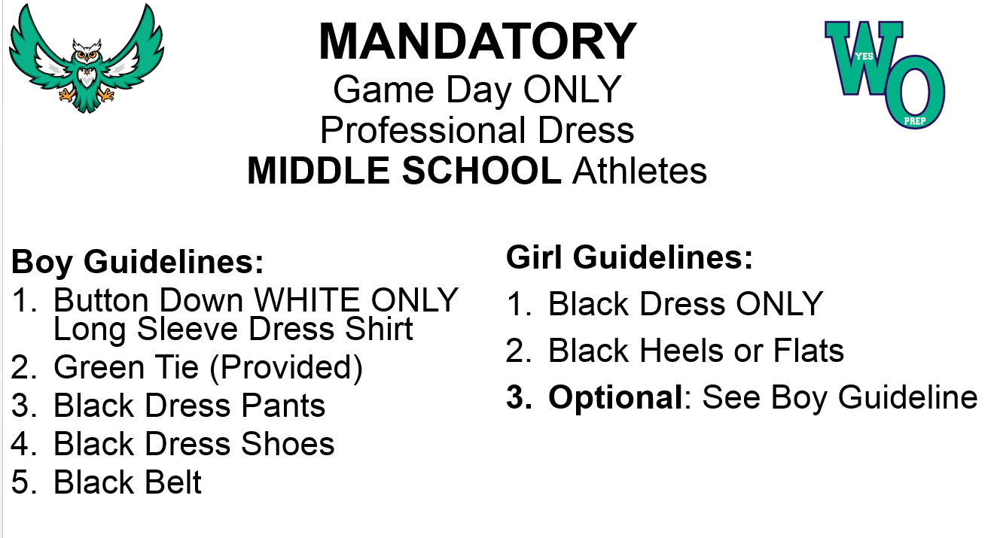 MANDATORY
Game Day ONLY
Professional Dress
MIDDLE SCHOOL Athletes
WO
YES
PREP
Boy Guidelines:
1. Button Down WHITE ONLY
Long Sleeve Dress Shirt
2. Green Tie (Provided)
3. Black Dress Pants
4. Black Dress Shoes
5. Black Belt
Girl Guidelines:
1. Black Dress ONLY
2. Black Heels or Flats
3. Optional: See Boy Guideline